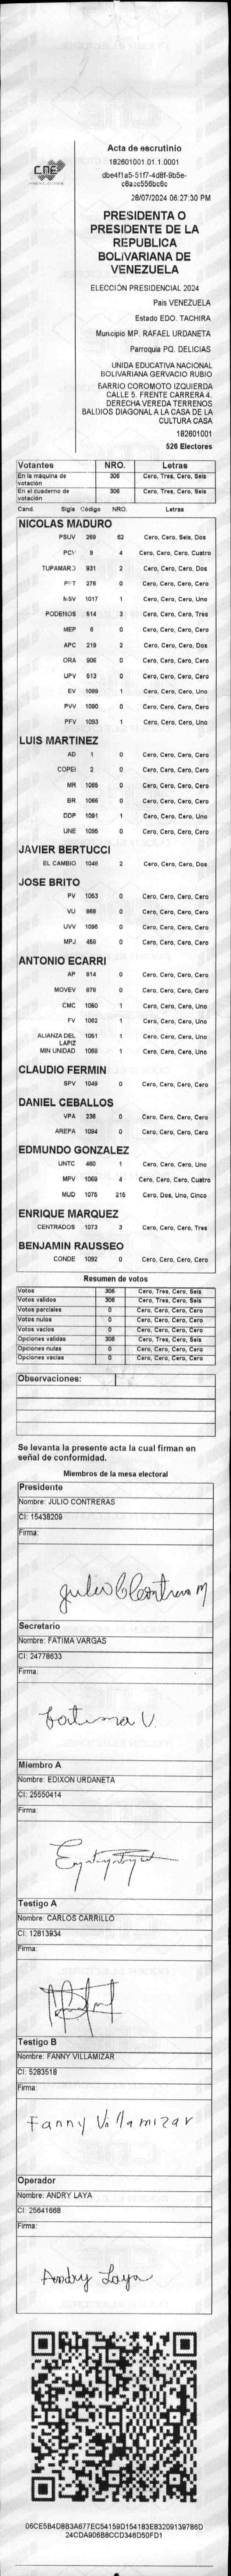 CNE
Acta de escrutinio
182601001.01.1.0001
dbe4f1a5-51f7-4d8f-9b5e-
c8acc556bc6c
28/07/2024 06:27:30 PM
PRESIDENTA O
PRESIDENTE DE LA
REPUBLICA
BOLIVARIANA DE
VENEZUELA
ELECCIÓN PRESIDENCIAL 2024
País VENEZUELA
Estado EDO. TACHIRA
Municipio MP. RAFAEL URDANETA
Parroquia PQ. DELICIAS
UNIDA EDUCATIVA NACIONAL
BOLIVARIANA GERVACIO RUBIO
BARRIO COROMOTO IZQUIERDA
CALLE 5. FRENTE CARRERA 4.
DERECHA VEREDA TERRENOS
BALDIOS DIAGONAL A LA CASA DE LA
CULTURA CASA
182601001
526 Electores
Votantes NRO. Letras
En la maquina de votación 306 Cero, Tres, Cero, Seis
En el cuaderno de votación 306 Cero, Tres, Cero, Seis
Cand. Sigla Código NRO. Letras
NICOLAS MADURO
PSUV 269 62 Cero, Cero, Seis, Dos
PCV 9 4 Cero, Cero, Cero, Cuatro
TUPAMARO 931 2 Cero, Cero, Cero, Dos
PPT 276 0 Cero, Cero, Cero, Cero
MSV 1017 1 Cero, Cero, Cero, Uno
PODEMOS 514 3 Cero, Cero, Cero, Tres
MEP 6 0 Cero, Cero, Cero, Cero
APC 219 2 Cero, Cero, Cero, Dos
ORA 906 0 Cero, Cero, Cero, Cero
UPV 513 0 Cero, Cero, Cero, Cero
EV 1089 1 Cero, Cero, Cero, Uno
PVV 1090 0 Cero, Cero, Cero, Cero
PFV 1093 1 Cero, Cero, Cero, Uno
LUIS MARTINEZ
AD 1 0 Cero, Cero, Cero, Cero
COPEI 2 0 Cero, Cero, Cero, Cero
MR 1065 0 Cero, Cero, Cero, Cero
BR 1066 0 Cero, Cero, Cero, Cero
DDP 1091 1 Cero, Cero, Cero, Uno
UNE 1095 0 Cero, Cero, Cero, Cero
JAVIER BERTUCCI
EL CAMBIO 1046 2 Cero, Cero, Cero, Dos
JOSE BRITO
PV 1053 0 Cero, Cero, Cero, Cero
VU 868 0 Cero, Cero, Cero, Cero
UVV 1096 0 Cero, Cero, Cero, Cero
MPJ 459 0 Cero, Cero, Cero, Cero
ANTONIO ECARRI
AP 814 0 Cero, Cero, Cero, Cero
MOVEV 878 0 Cero, Cero, Cero, Cero
CMC 1050 1 Cero, Cero, Cero, Uno
FV 1062 1 Cero, Cero, Cero, Uno
ALIANZA DEL LAPIZ 1051 1 Cero, Cero, Cero, Uno
MIN UNIDAD 1068 1 Cero, Cero, Cero, Uno
CLAUDIO FERMIN
SPV 1049 0 Cero, Cero, Cero, Cero
DANIEL CEBALLOS
VPA 236 0 Cero, Cero, Cero, Cero
AREPA 1094 0 Cero, Cero, Cero, Cero
EDMUNDO GONZALEZ
UNTC 460 1 Cero, Cero, Cero, Uno
MPV 1069 4 Cero, Cero, Cero, Cuatro
MUD 1075 215 Cero, Dos, Uno, Cinco
ENRIQUE MARQUEZ
CENTRADOS 1073 3 Cero, Cero, Cero, Tres
BENJAMIN RAUSSEO
CONDE 1092 0 Cero, Cero, Cero, Cero
Resumen de votos
Votos 306 Cero, Tres, Cero, Seis
Votos validos 306 Cero, Tres, Cero, Seis
Votos parciales 0 Cero, Cero, Cero, Cero
Votos nulos 0 Cero, Cero, Cero, Cero
Votos vacios 0 Cero, Cero, Cero, Cero
Opciones validas 306 Cero, Tres, Cero, Seis
Opciones nulas 0 Cero, Cero, Cero, Cero
Opciones vacias 0 Cero, Cero, Cero, Cero
Observaciones:
Se levanta la presente acta la cual firman en
señal de conformidad.
Miembros de la mesa electoral
Presidente
Nombre: JULIO CONTRERAS
CI: 15438209
Firma:
Julio C Contreras M
Secretario
Nombre: FATIMA VARGAS
CI: 24778633
Firma:
Fatima V.
Miembro A
Nombre: EDIXON URDANETA
CI: 25550414
Firma:
Testigo A
Nombre: CARLOS CARRILLO
CI: 12813934
Firma:
Testigo B
Nombre: FANNY VILLAMIZAR
CI: 5283518
Firma:
Fanny Villamizar
Operador
Nombre: ANDRY LAYA
CI: 25641668
Firma:
Andry Laya
06CE5B4D8B3A677EC54159D154183E83209139786D
24CDA906B8CCD346D50FD1